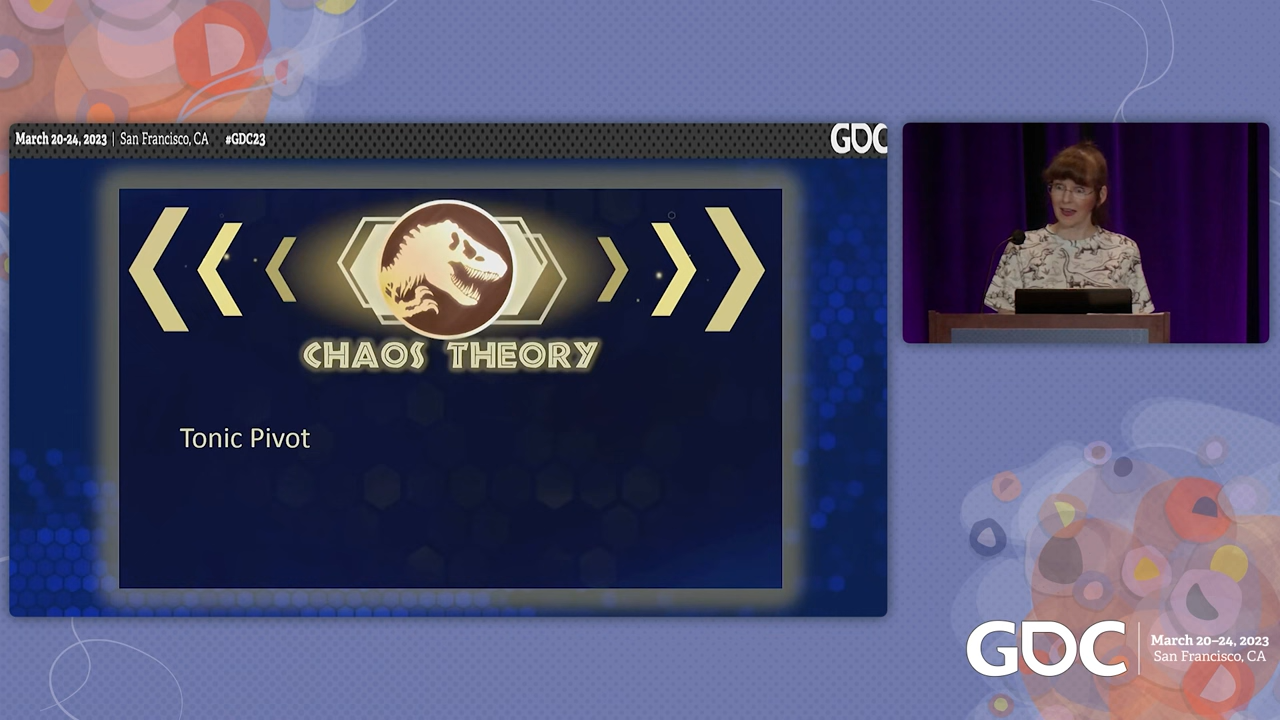 March 20-24, 2023 | San Francisco, CA #GDC23
GDC
CHAOS THEORY
Tonic Pivot
GDC
March 20–24, 2023
San Francisco, CA